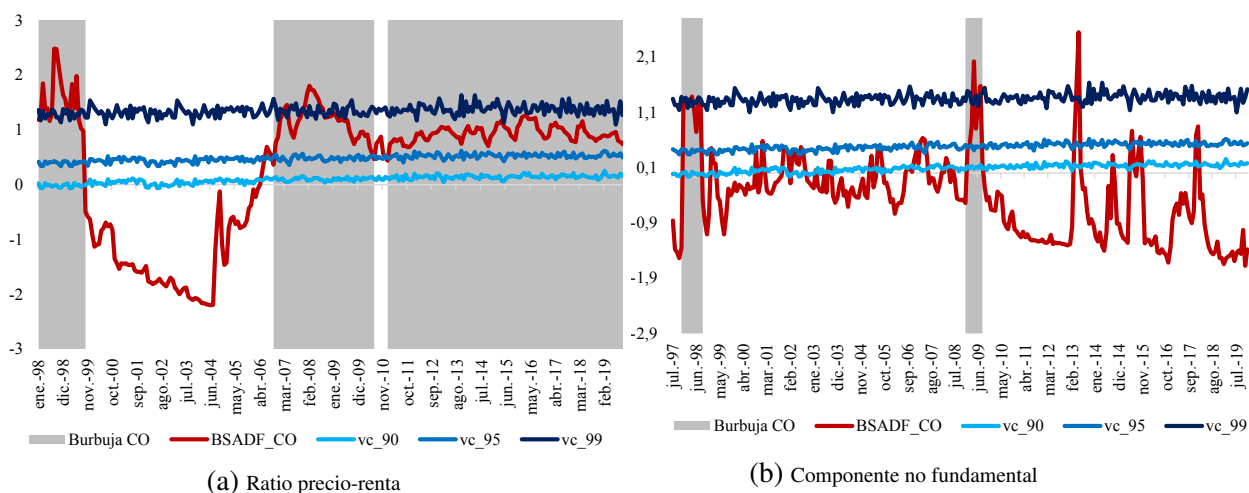 3
2
1
0
-1
-2
-3
ene.-98
dic.-98
nov.-99
oct.-00
sep.-01
ago.-02
jul.-03
jun.-04
may.-05
abr.-06
mar.-07
feb.-08
ene.-09
dic.-09
nov.-10
oct.-11
sep.-12
ago.-13
jul.-14
jun.-15
may.-16
abr.-17
mar.-18
feb.-19
Burbuja CO BSADF_CO vc_90 vc_95 vc_99
(a) Ratio precio-renta
2,1
1,1
0,1
-0,9
-1,9
-2,9
jul.-97
jun.-98
may.-99
abr.-00
mar.-01
feb.-02
ene.-03
dic.-03
nov.-04
oct.-05
sep.-06
ago.-07
jul.-08
jun.-09
may.-10
abr.-11
mar.-12
feb.-13
ene.-14
dic.-14
nov.-15
oct.-16
sep.-17
ago.-18
jul.-19
Burbuja CO BSADF_CO vc_90 vc_95 vc_99
(b) Componente no fundamental